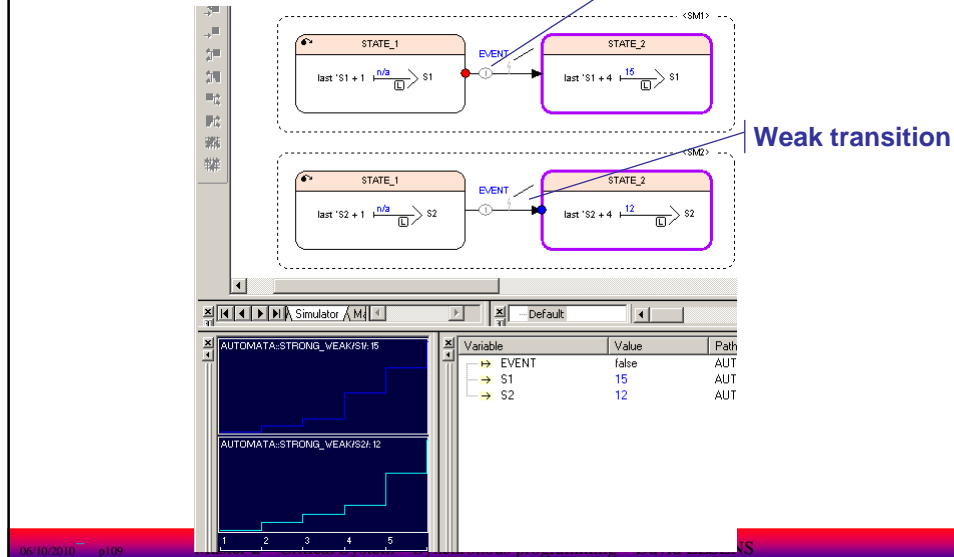 <SM1>
STATE_1
EVENT
STATE_2
last 'S1 + 1 n/a L S1
1
last 'S1 + 4 15 L S1
Weak transition
<SM2>
STATE_1
EVENT
STATE_2
last 'S2 + 1 n/a L S2
1
last 'S2 + 4 12 L S2
Simulator
Default
AUTOMATA::STRONG_WEAK/S1/: 15
Variable Value Path
EVENT false AUT
S1 15 AUT
S2 12 AUT
AUTOMATA::STRONG_WEAK/S2/: 12
1 2 3 4 5
06/10/2010 p109